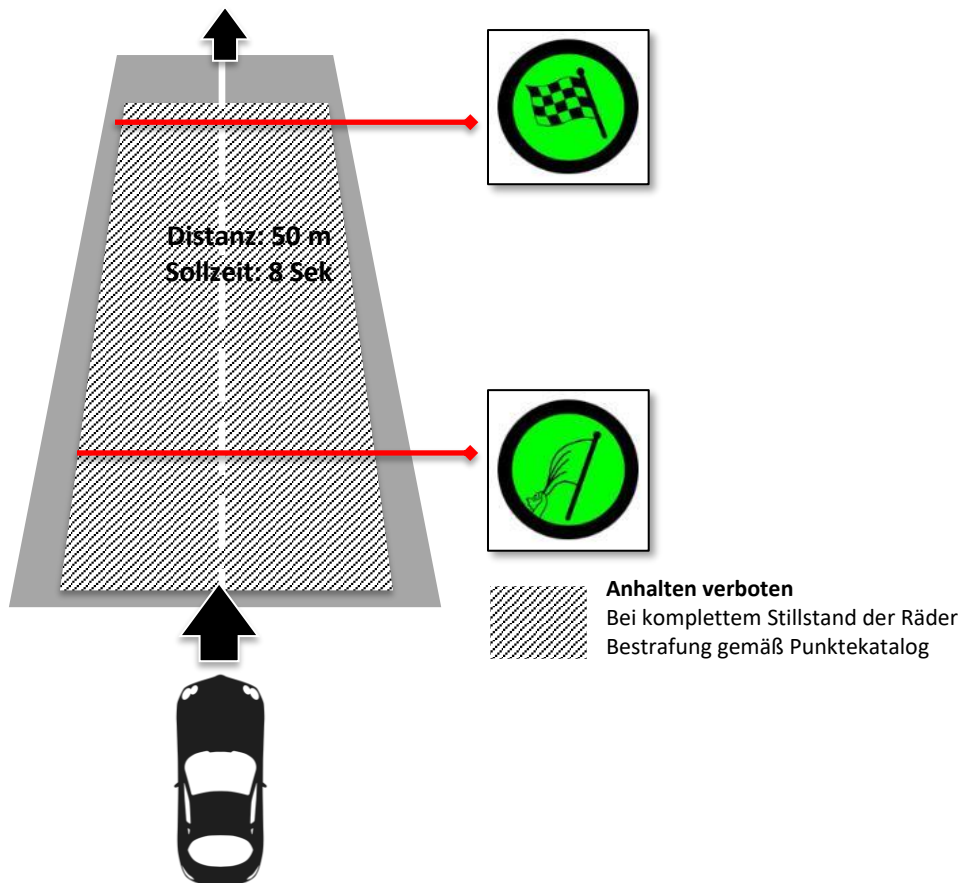 Distanz: 50 m
Sollzeit: 8 Sek
Anhalten verboten
Bei komplettem Stillstand der Räder
Bestrafung gemäß Punktekatalog